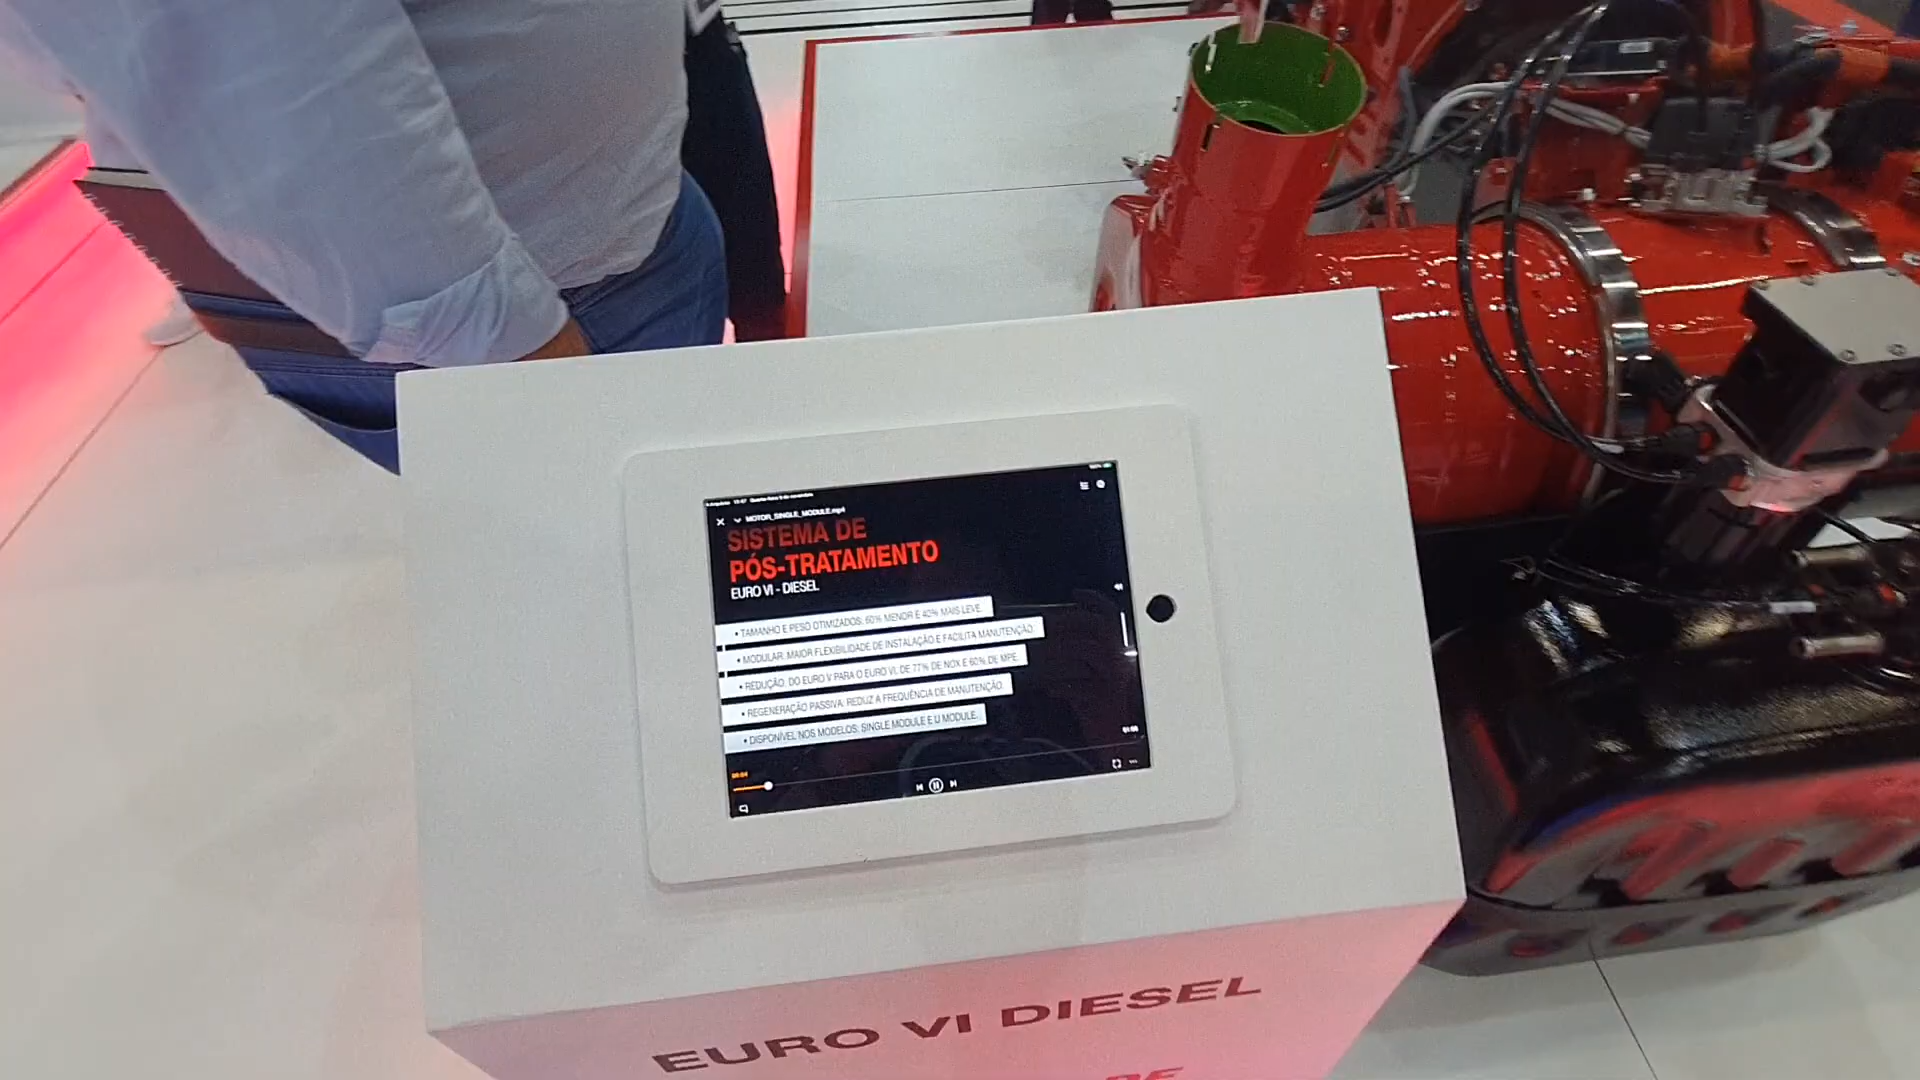 MOTOR_SINGLE_MODULE.mp4
SISTEMA DE
PÓS-TRATAMENTO
EURO VI - DIESEL
• TAMANHO E PESO OTIMIZADOS: 60% MENOR E 40% MAIS LEVE.
• MODULAR: MAIOR FLEXIBILIDADE DE INSTALAÇÃO E FACILITA MANUTENÇÃO.
• REDUÇÃO: DO EURO V PARA O EURO VI, DE 77% DE NOX E 60% DE MPE.
• REGENERAÇÃO PASSIVA: REDUZ A FREQUÊNCIA DE MANUTENÇÃO.
• DISPONÍVEL NOS MODELOS: SINGLE MODULE E U MODULE.
EURO VI DIESEL